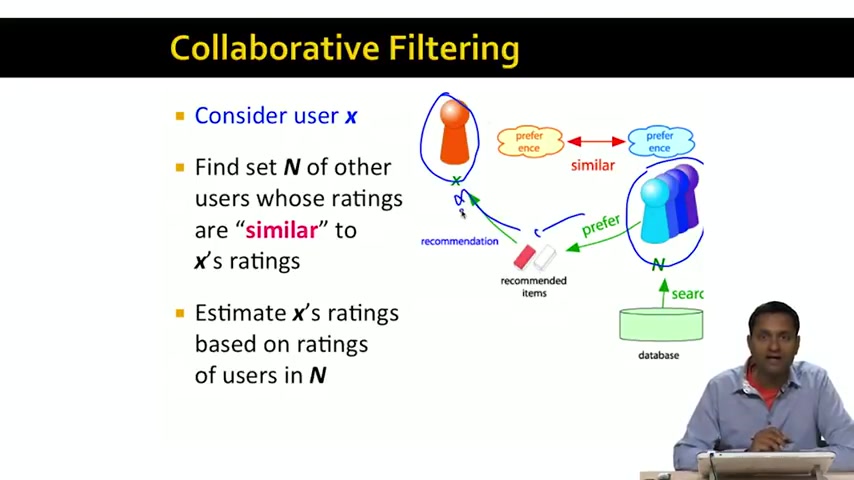 Collaborative Filtering
Consider user x
Find set N of other
users whose ratings
are “similar” to
x’s ratings
Estimate x’s ratings
based on ratings
of users in N
prefer
ence
prefer
ence
similar
x
prefer
recommendation
recommended
items
N
searc
database